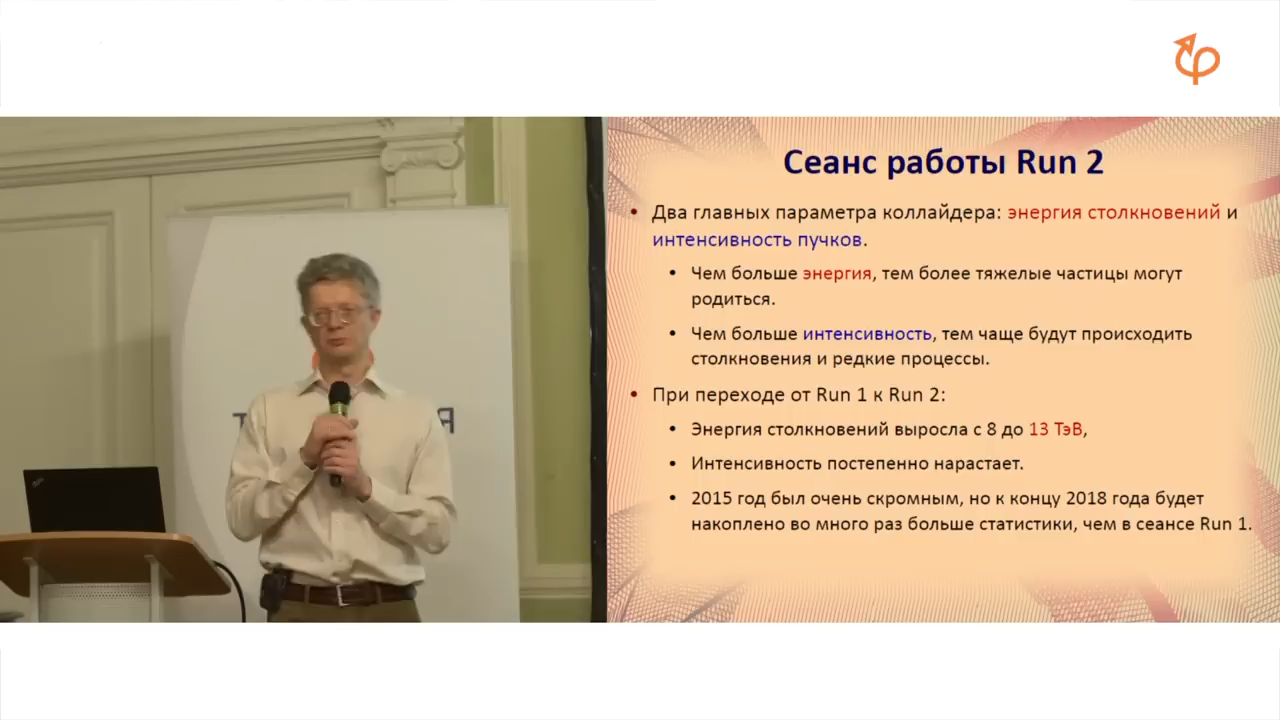 Сеанс работы Run 2
• Два главных параметра коллайдера: энергия столкновений и
интенсивность пучков.
• Чем больше энергия, тем более тяжелые частицы могут
родиться.
• Чем больше интенсивность, тем чаще будут происходить
столкновения и редкие процессы.
• При переходе от Run 1 к Run 2:
• Энергия столкновений выросла с 8 до 13 ТэВ,
• Интенсивность постепенно нарастает.
• 2015 год был очень скромным, но к концу 2018 года будет
накоплено во много раз больше статистики, чем в сеансе Run 1.